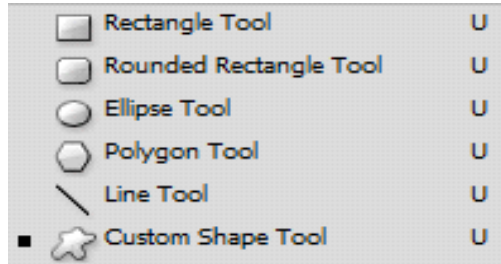 Rectangle Tool U
Rounded Rectangle Tool U
Ellipse Tool U
Polygon Tool U
Line Tool U
Custom Shape Tool U